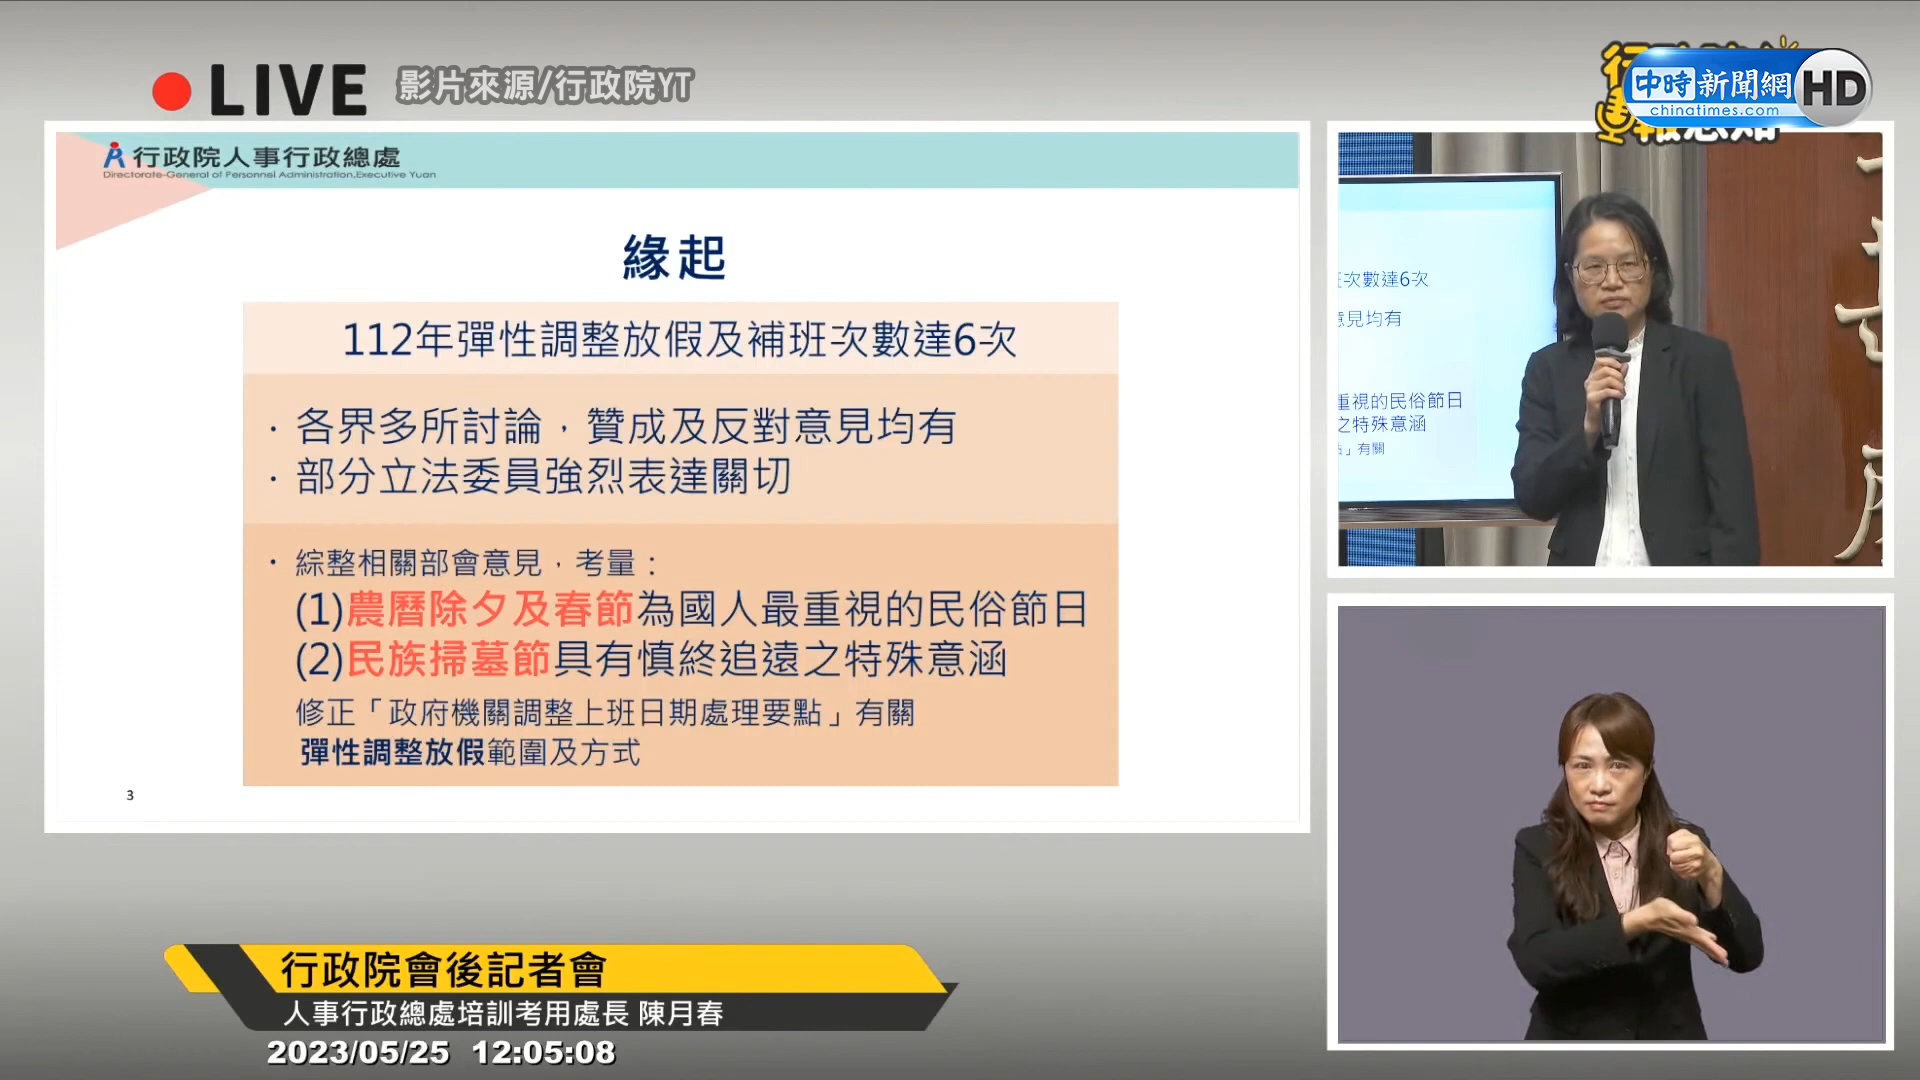 LIVE 影片來源/行政院YT
中時新聞網 HD
chinatimes.com
行政院人事行政總處
Directorate-General of Personnel Administration,Executive Yuan
緣起
112年彈性調整放假及補班次數達6次
· 各界多所討論，贊成及反對意見均有
· 部分立法委員強烈表達關切
· 綜整相關部會意見，考量：
(1)農曆除夕及春節為國人最重視的民俗節日
(2)民族掃墓節具有慎終追遠之特殊意涵
修正「政府機關調整上班日期處理要點」有關
彈性調整放假範圍及方式
3
次數達6次
意見均有
重視的民俗節日
之特殊意涵
」有關
行政院會後記者會
人事行政總處培訓考用處長 陳月春
2023/05/25 12:05:08